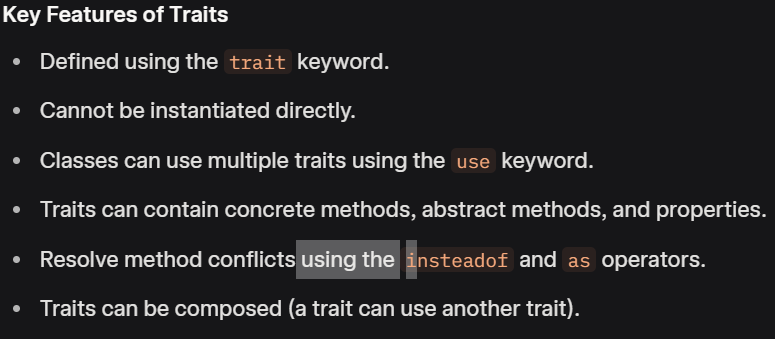 Key Features of Traits
• Defined using the trait keyword.
• Cannot be instantiated directly.
• Classes can use multiple traits using the use keyword.
• Traits can contain concrete methods, abstract methods, and properties.
• Resolve method conflicts using the insteadof and as operators.
• Traits can be composed (a trait can use another trait).